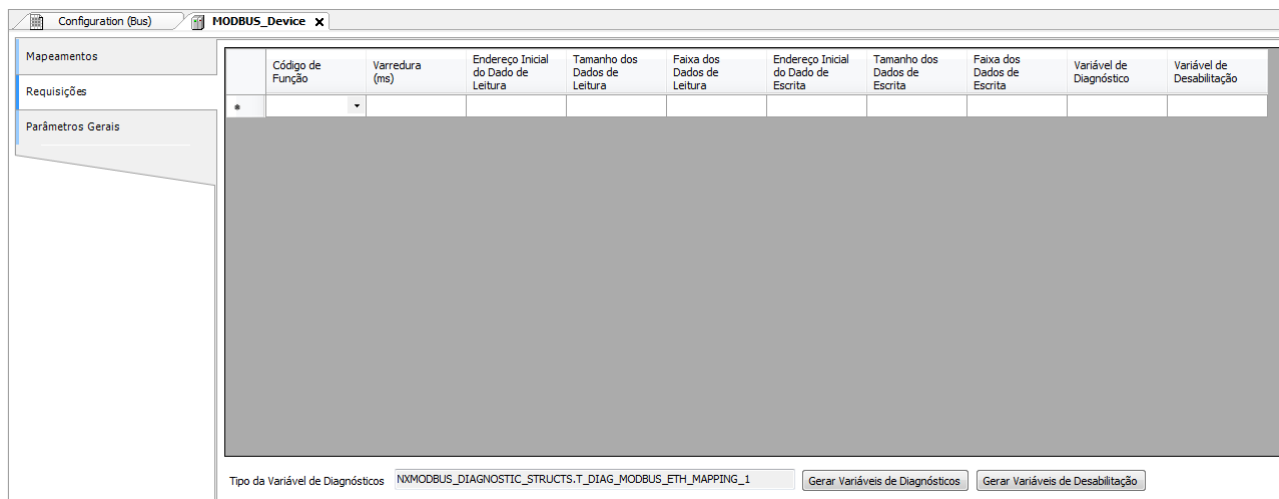 Configuration (Bus)
MODBUS_Device X
Mapeamentos
Requisições
Parâmetros Gerais
Código de
Função
Varredura
(ms)
Endereço Inicial
do Dado de
Leitura
Tamanho dos
Dados de
Leitura
Faixa dos
Dados de
Leitura
Endereço Inicial
do Dado de
Escrita
Tamanho dos
Dados de
Escrita
Faixa dos
Dados de
Escrita
Variável de
Diagnóstico
Variável de
Desabilitação
Tipo da Variável de Diagnósticos
NXMODBUS_DIAGNOSTIC_STRUCTS.T_DIAG_MODBUS_ETH_MAPPING_1
Gerar Variáveis de Diagnósticos
Gerar Variáveis de Desabilitação